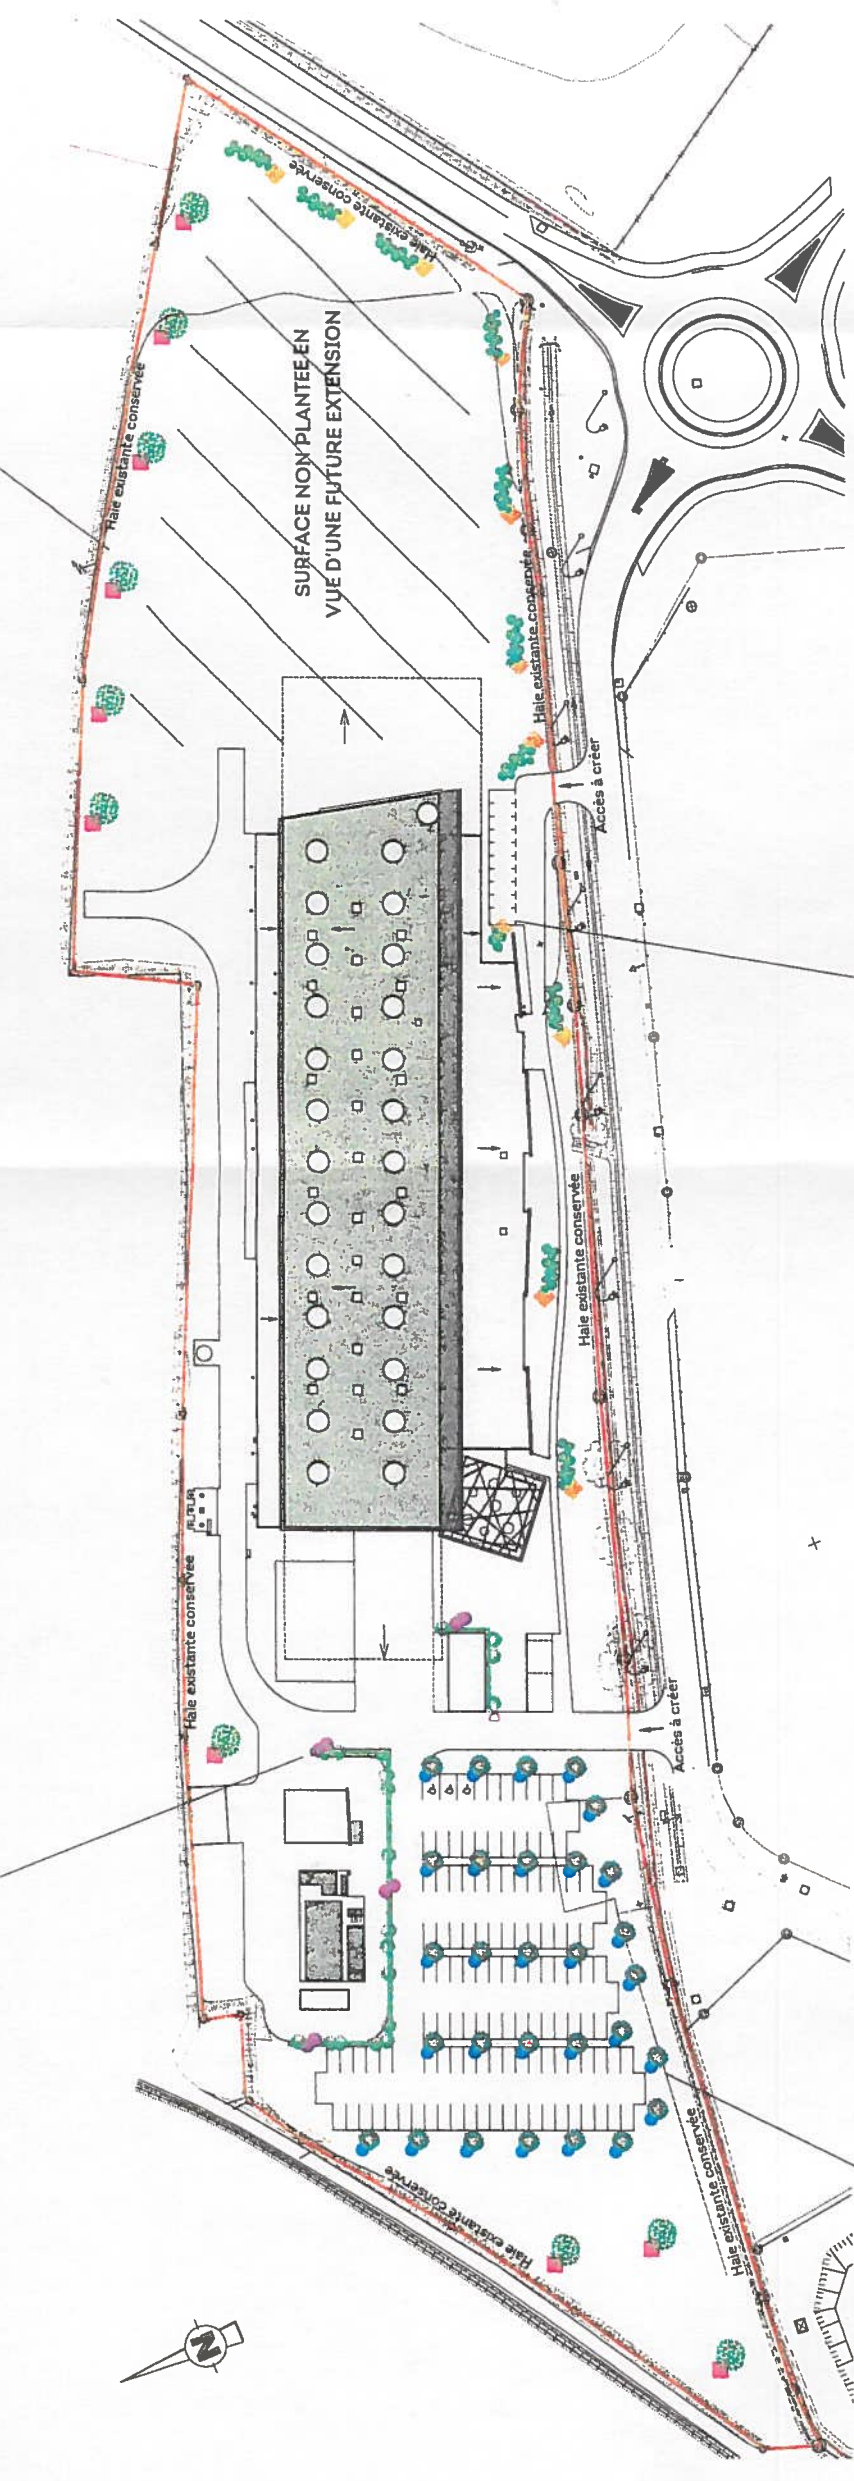 Haie existante conservée
Haie existante conservée
SURFACE NON PLANTEE EN
VUE D'UNE FUTURE EXTENSION
Haie existante conservée
Accès à créer
Haie existante conservée
Haie existante conservée
Accès à créer
Haie existante conservée
Haie existante conservée
N